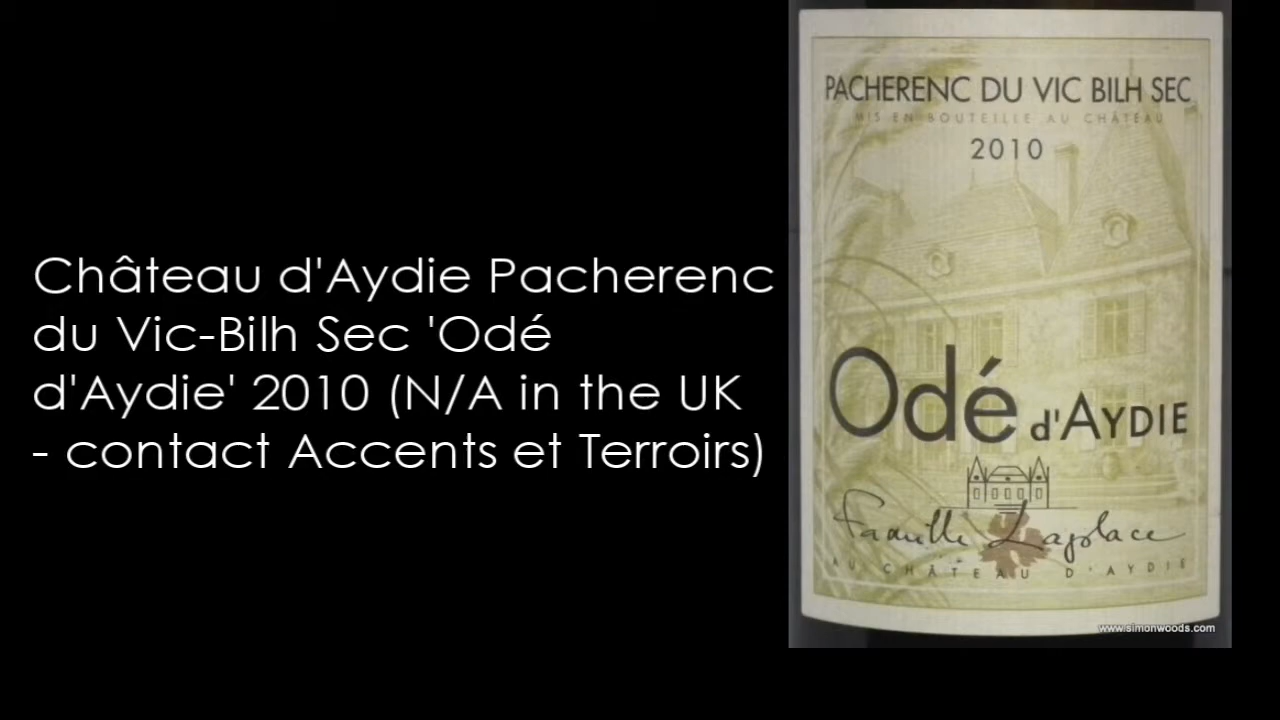 Château d'Aydie Pacherenc
du Vic-Bilh Sec 'Odé
d'Aydie' 2010 (N/A in the UK
- contact Accents et Terroirs)
PACHERENC DU VIC BILH SEC
MIS EN BOUTEILLE AU CHÂTEAU
2010
Odé d'AYDIE
Famille Laplace
AU CHÂTEAU D'AYDIE
www.simonwoods.com